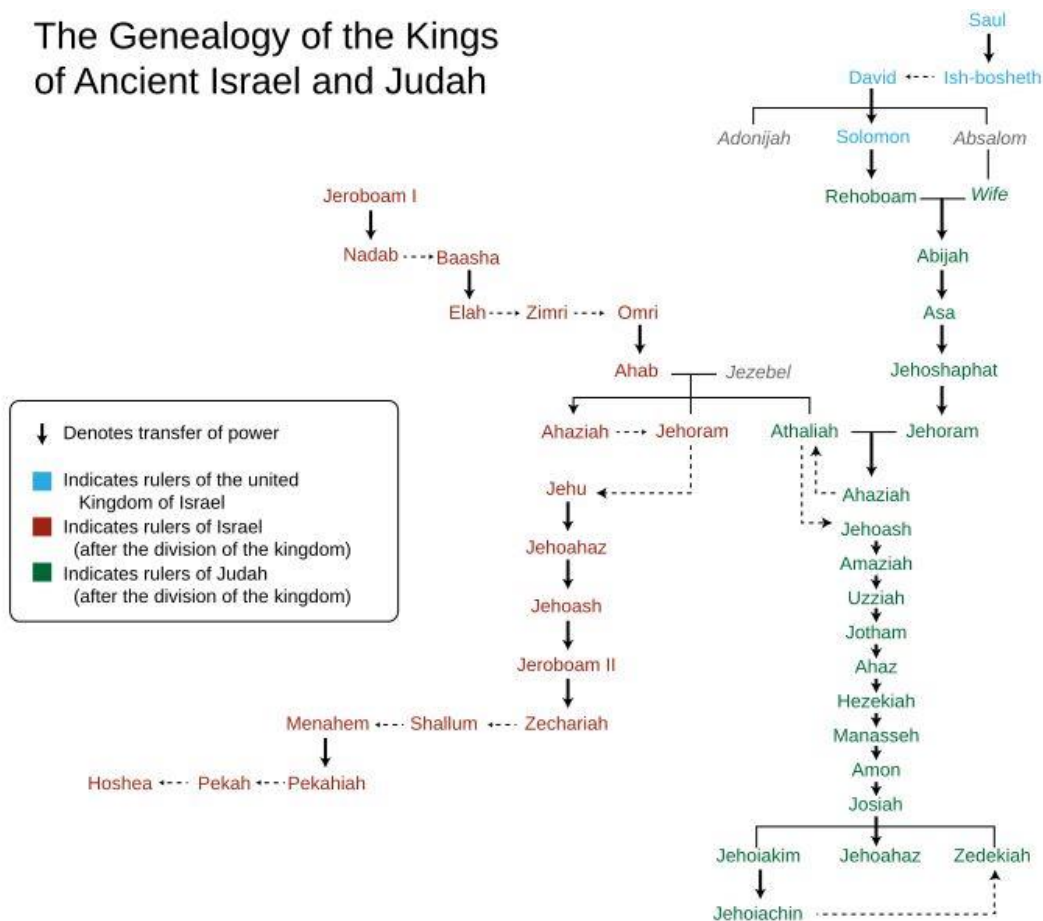 The Genealogy of the Kings
of Ancient Israel and Judah
Saul
David
Ish-bosheth
Adonijah
Solomon
Absalom
Jeroboam I
Rehoboam
Wife
Nadab
Baasha
Abijah
Elah
Zimri
Omri
Asa
Ahab
Jezebel
Jehoshaphat
Ahaziah
Jehoram
Athaliah
Jehoram
Denotes transfer of power
Indicates rulers of the united
Kingdom of Israel
Indicates rulers of Israel
(after the division of the kingdom)
Indicates rulers of Judah
(after the division of the kingdom)
Jehu
Ahaziah
Jehoash
Jehoahaz
Amaziah
Uzziah
Jehoash
Jotham
Jeroboam II
Ahaz
Hezekiah
Menahem
Shallum
Zechariah
Manasseh
Hoshea
Pekah
Pekahiah
Amon
Josiah
Jehoiakim
Jehoahaz
Zedekiah
Jehoiachin